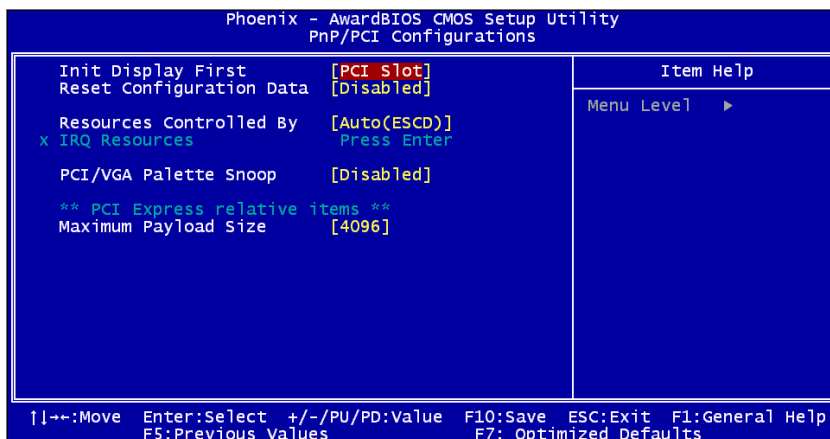 Phoenix - AwardBIOS CMOS Setup Utility
PnP/PCI Configurations
Init Display First [PCI Slot]
Reset Configuration Data [Disabled]
Resources Controlled By [Auto(ESCD)]
x IRQ Resources Press Enter
PCI/VGA Palette Snoop [Disabled]
** PCI Express relative items **
Maximum Payload Size [4096]
Item Help
Menu Level ►
↑↓→←:Move Enter:Select +/-/PU/PD:Value F10:Save ESC:Exit F1:General Help
F5:Previous Values F7: Optimized Defaults